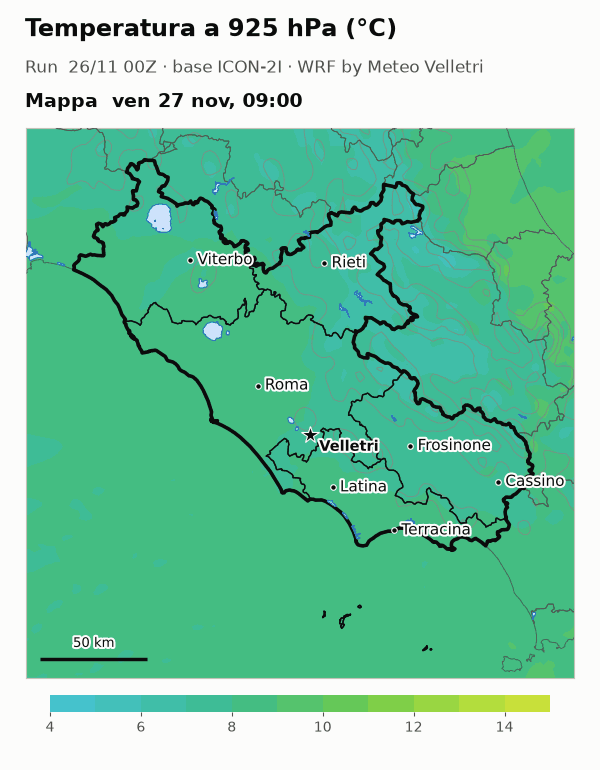 Temperatura a 925 hPa (°C)
Run  26/11 00Z · base ICON-2I · WRF by Meteo Velletri
Mappa  ven 27 nov, 09:00
Viterbo
Rieti
Roma
Velletri
Frosinone
Cassino
Latina
Terracina
50 km
4 6 8 10 12 14